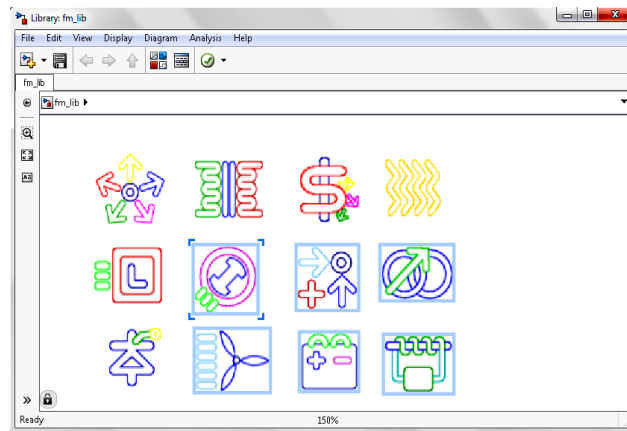 Library: fm_lib
File Edit View Display Diagram Analysis Help
fm_lib
fm_lib
Ready 150%